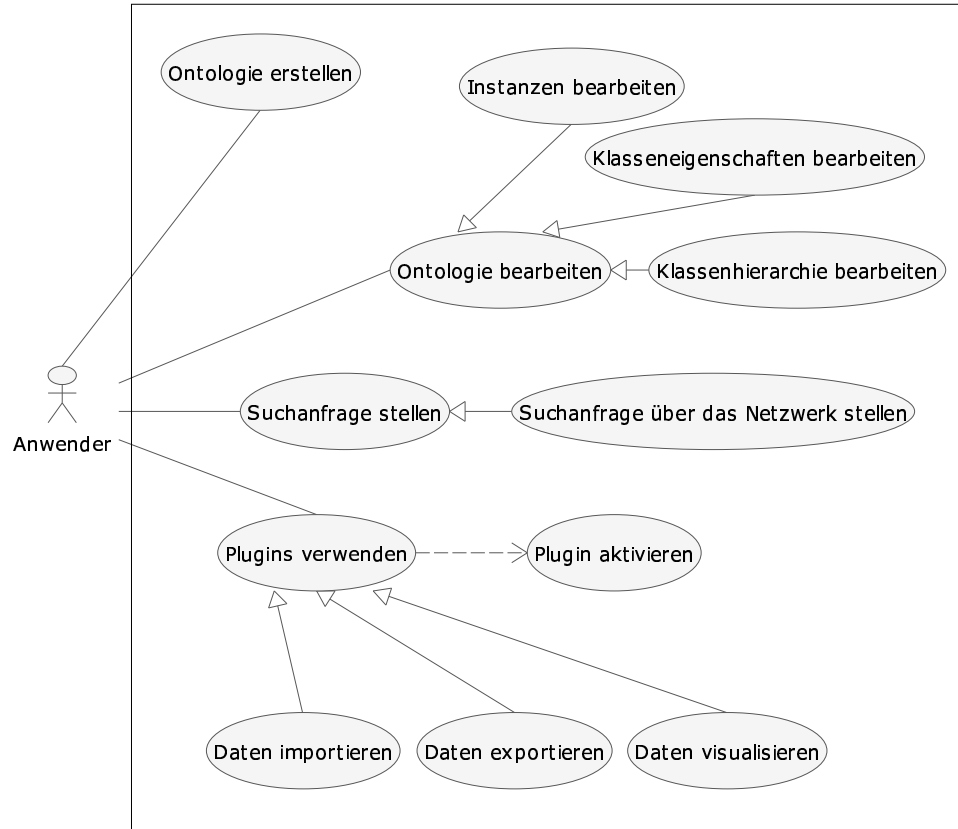 Ontologie erstellen
Instanzen bearbeiten
Klasseneigenschaften bearbeiten
Ontologie bearbeiten
Klassenhierarchie bearbeiten
Anwender
Suchanfrage stellen
Suchanfrage über das Netzwerk stellen
Plugins verwenden
Plugin aktivieren
Daten importieren
Daten exportieren
Daten visualisieren